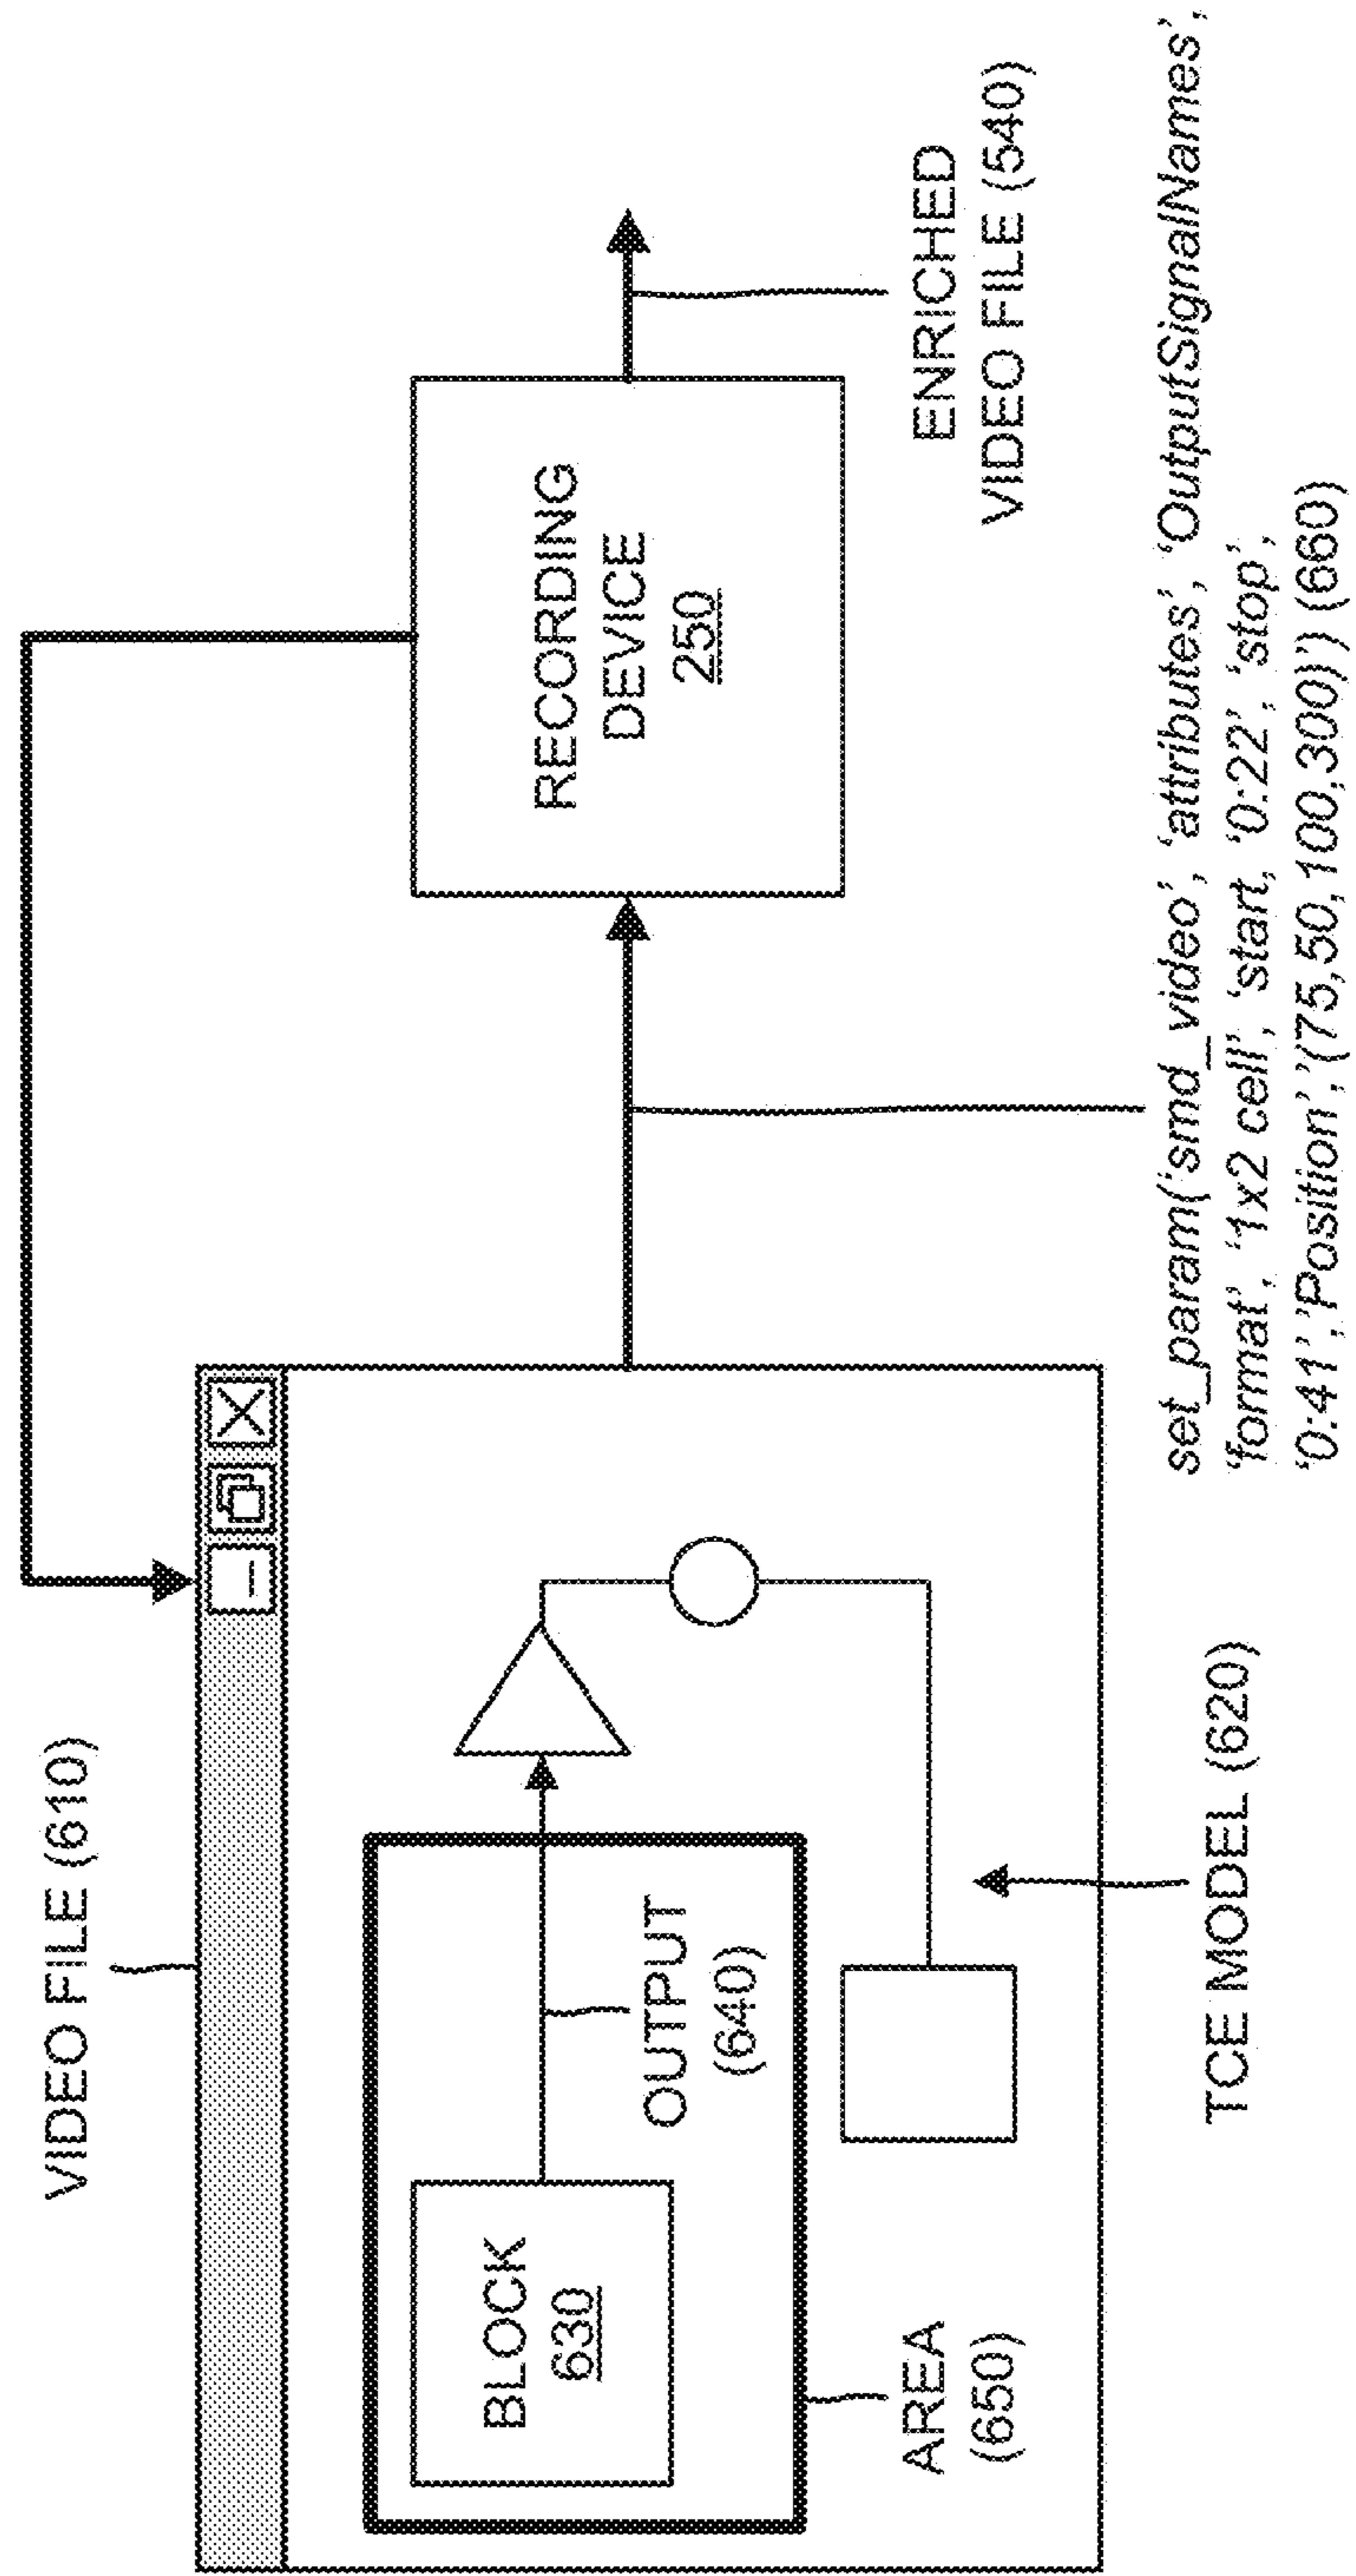 VIDEO FILE (610)
BLOCK
630
OUTPUT
(640)
AREA
(650)
TCE MODEL (620)
RECORDING
DEVICE
250
ENRICHED
VIDEO FILE (540)
set_param('smd_video', 'attributes', 'OutputSignalNames',
'format', '1x2 cell', 'start, '0:22', 'stop',
'0:41','Position','(75,50,100,300)') (660)